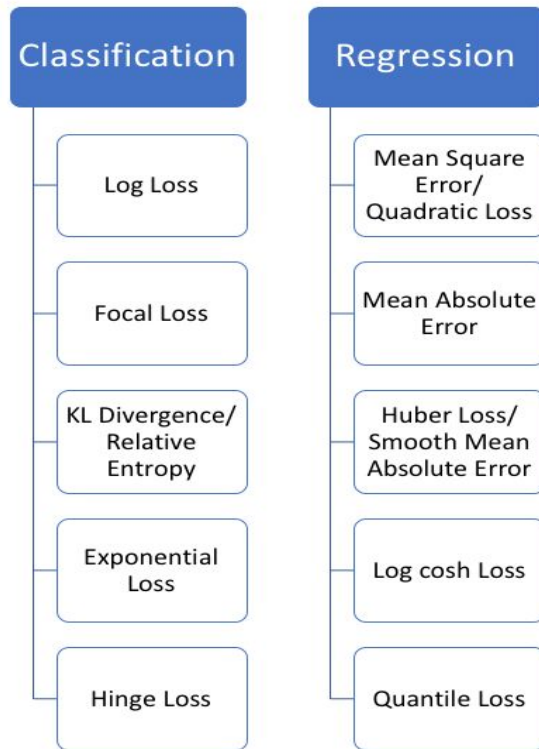 Classification
Log Loss
Focal Loss
KL Divergence/
Relative
Entropy
Exponential
Loss
Hinge Loss
Regression
Mean Square
Error/
Quadratic Loss
Mean Absolute
Error
Huber Loss/
Smooth Mean
Absolute Error
Log cosh Loss
Quantile Loss